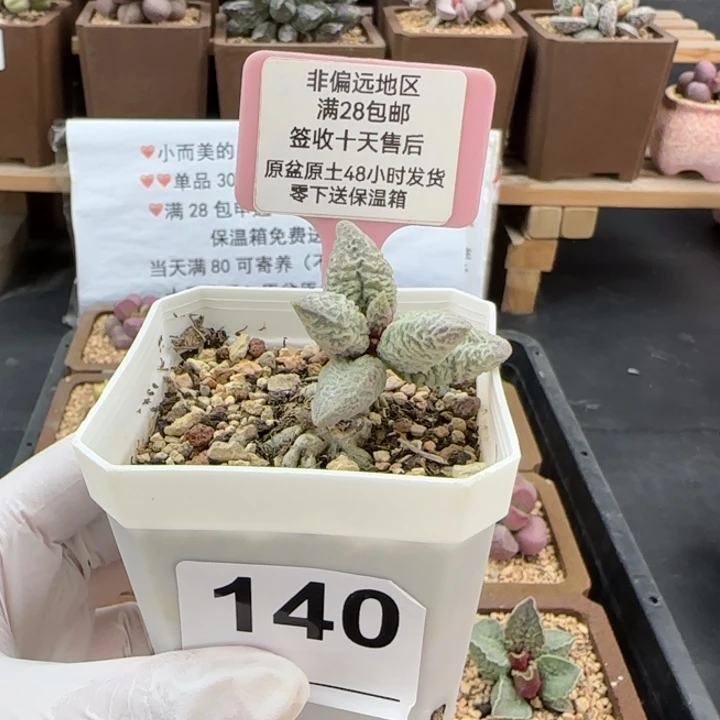 非偏远地区
满28包邮
签收十天售后
原盆原土48小时发货
零下送保温箱
❤小而美的
❤❤单品 30
❤满 28 包
保温箱免费送
当天满 80 可寄养（不
140